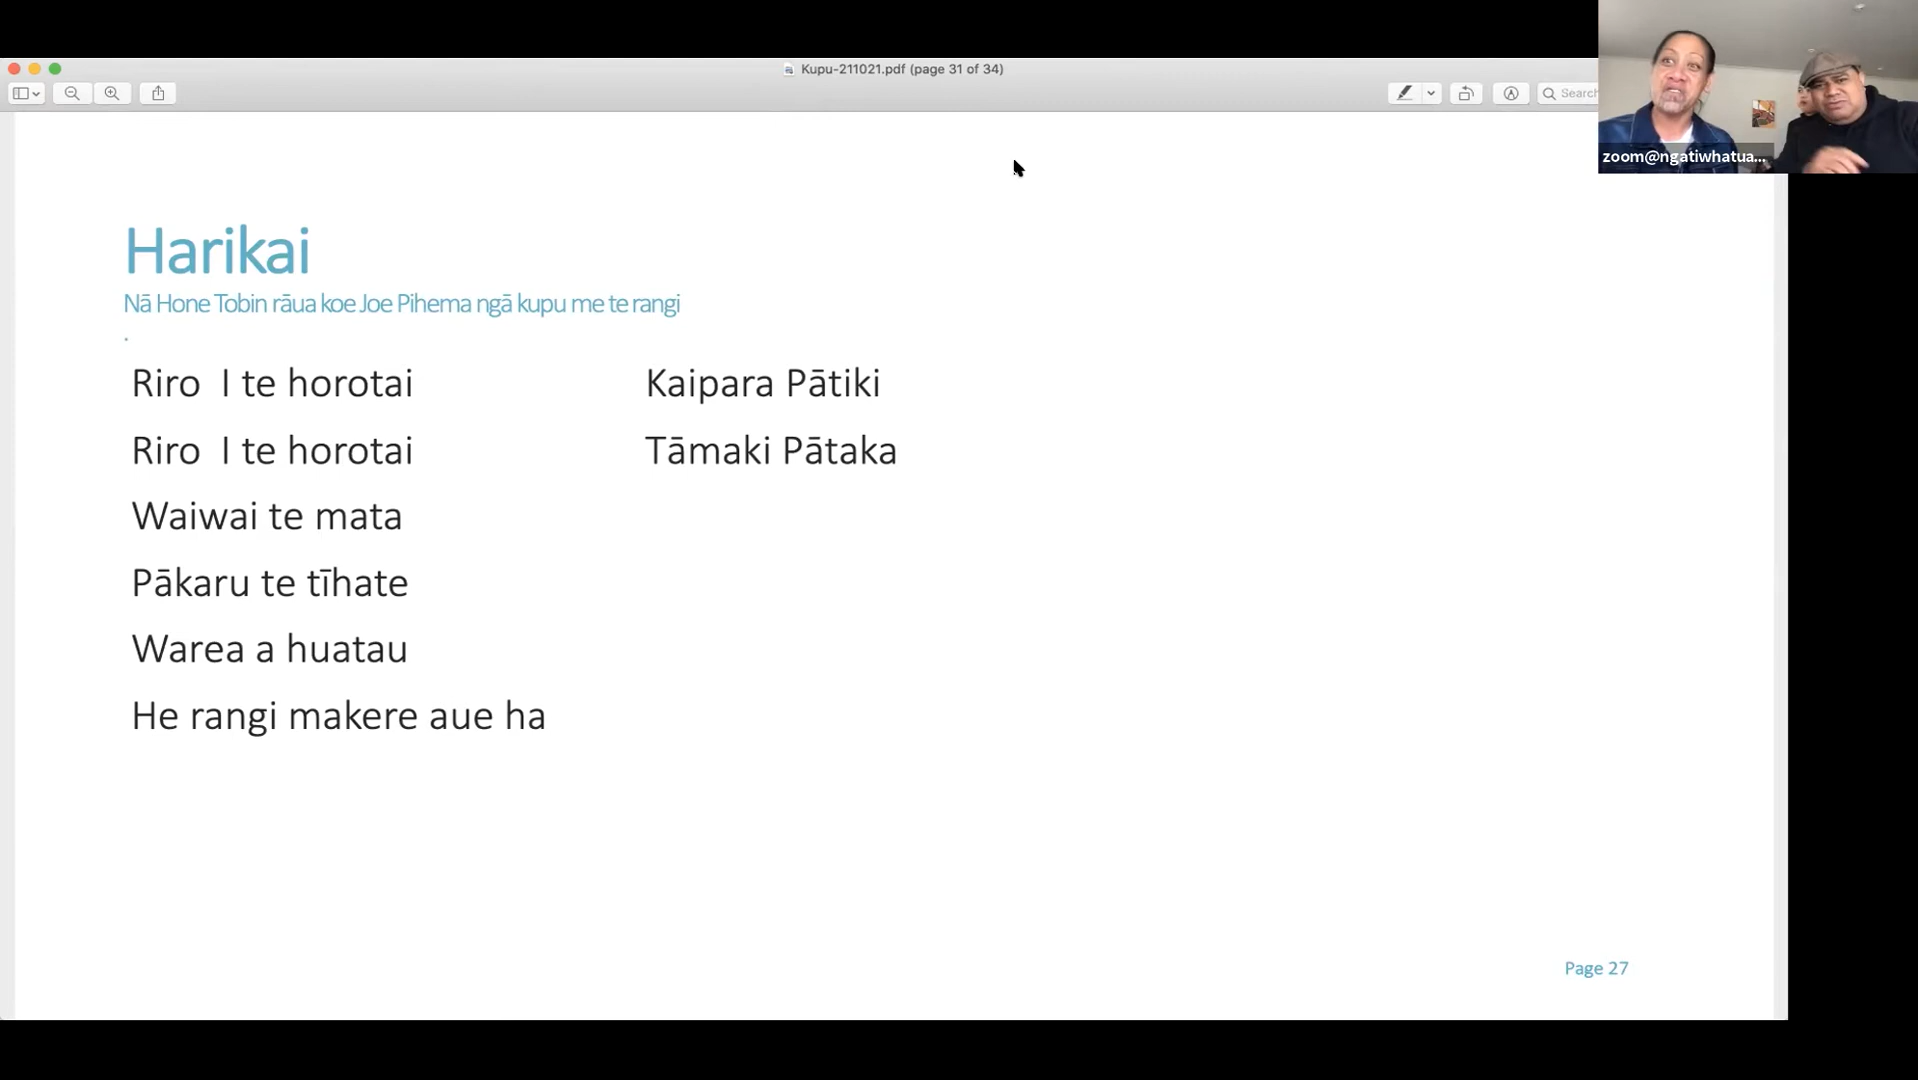 Kupu-211021.pdf (page 31 of 34)
Search
zoom@ngatiwhatua...
Harikai
Nā Hone Tobin rāua koe Joe Pihema ngā kupu me te rangi
.
Riro I te horotai
Riro I te horotai
Waiwai te mata
Pākaru te tīhate
Warea a huatau
He rangi makere aue ha
Kaipara Pātiki
Tāmaki Pātaka
Page 27